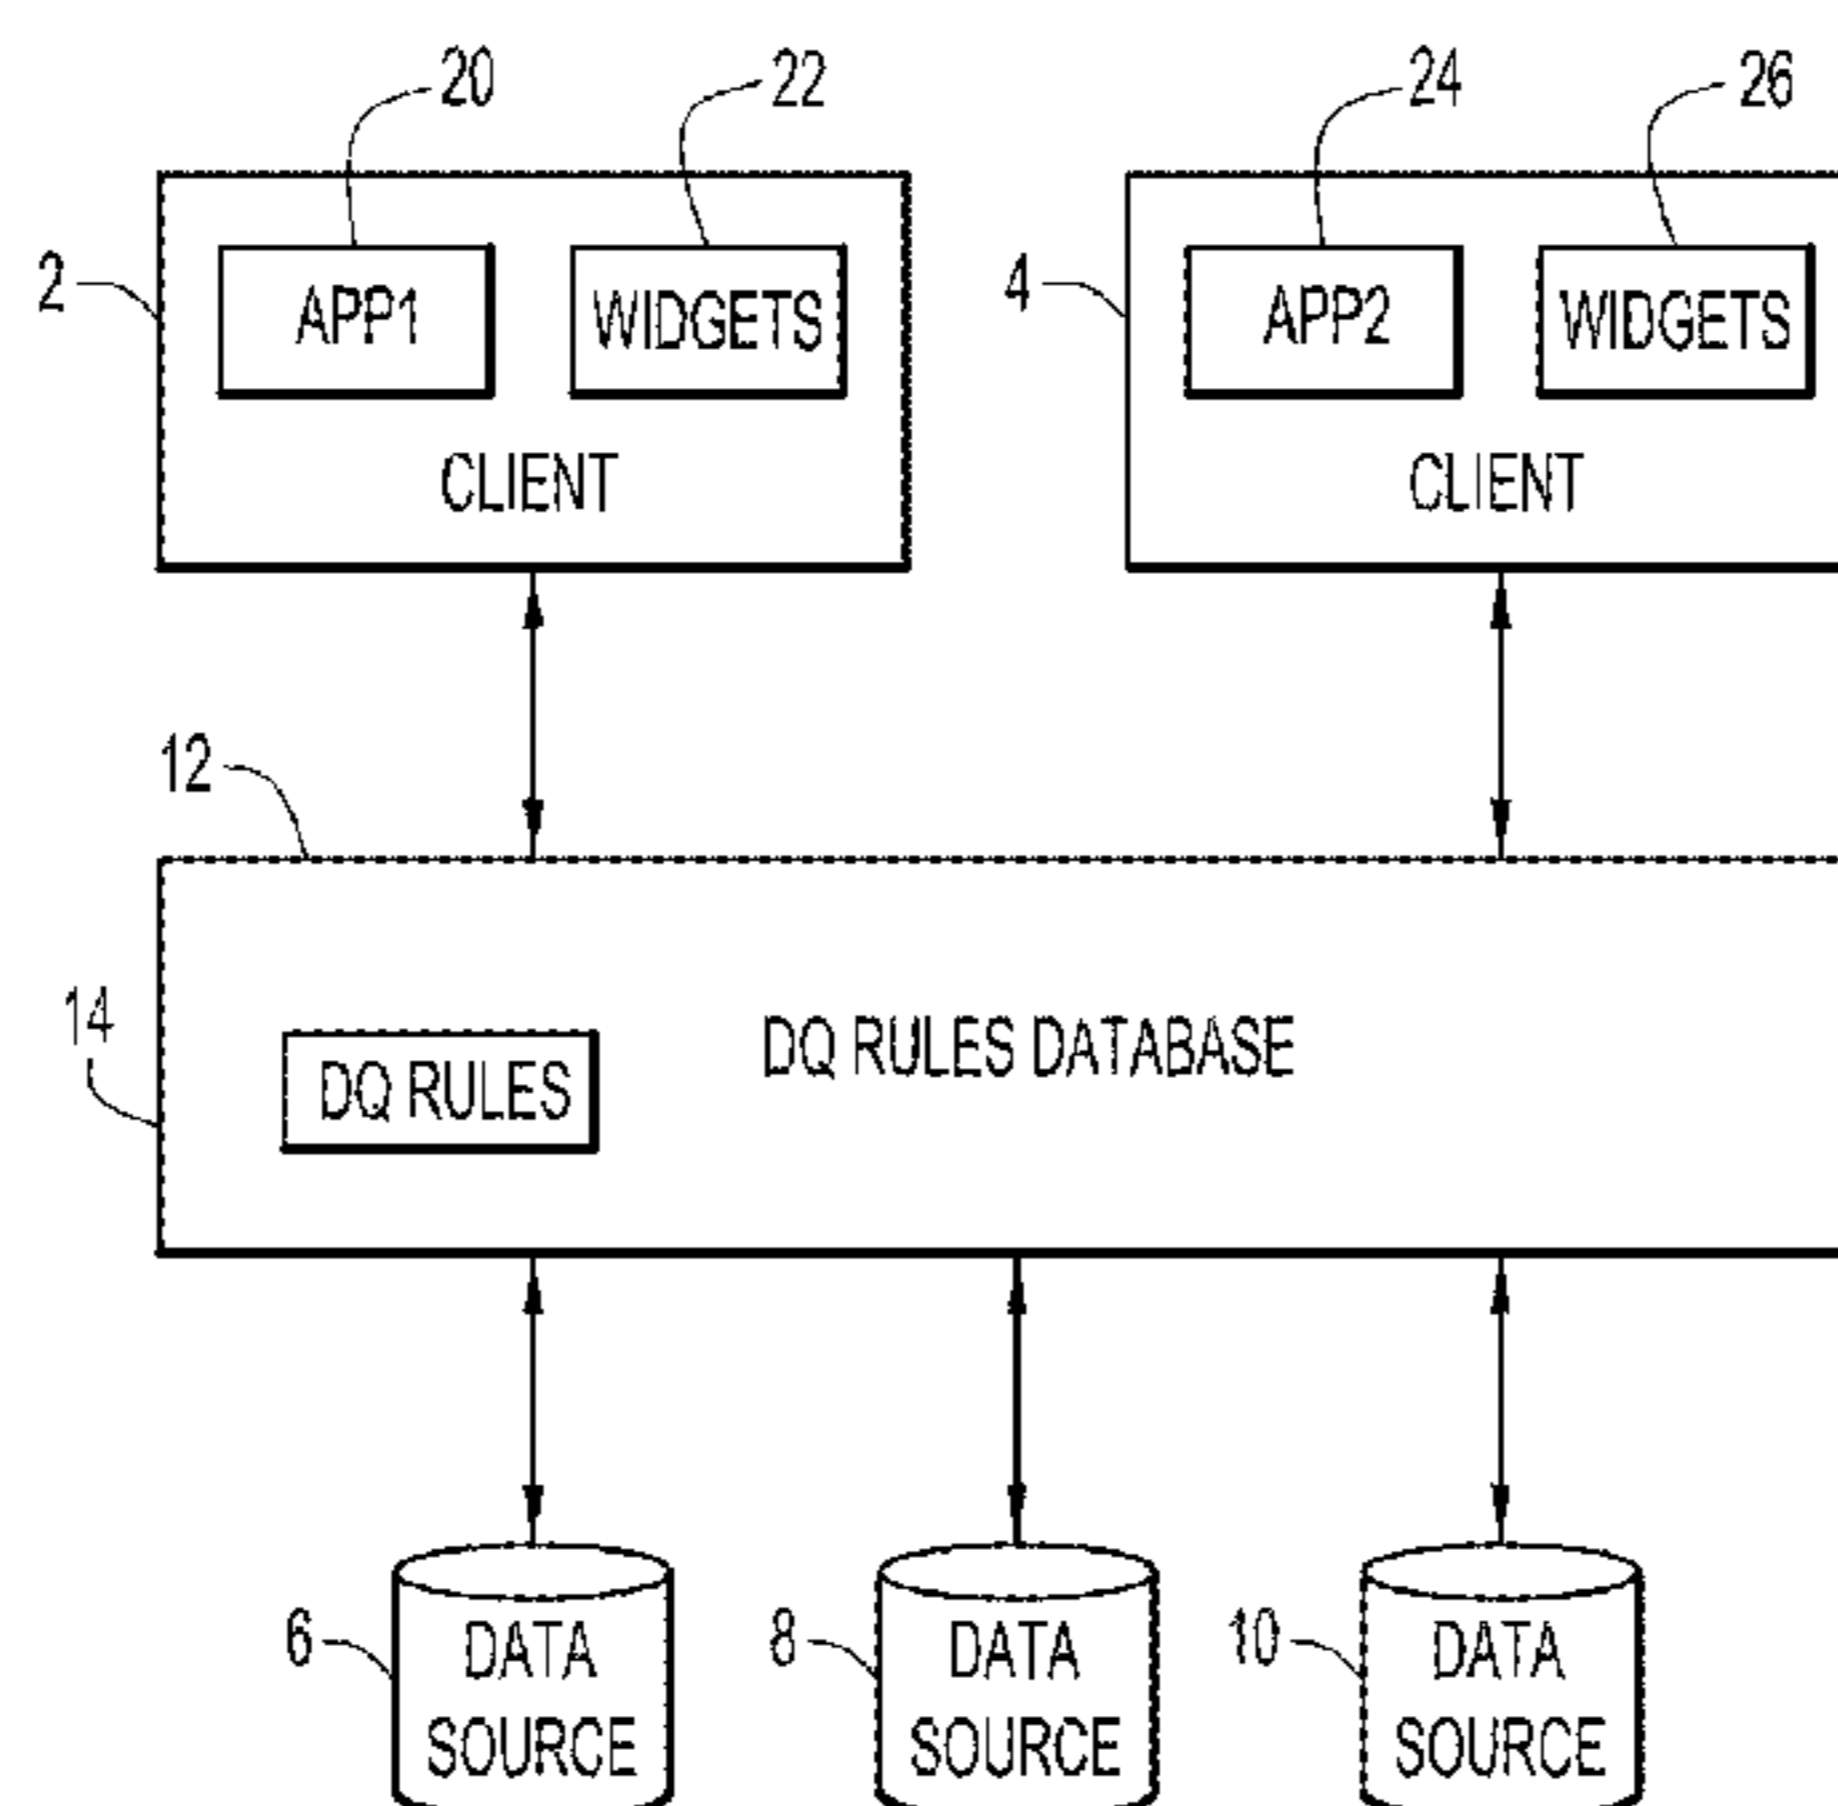 20
22
24
26
2
APP1
WIDGETS
CLIENT
4
APP2
WIDGETS
CLIENT
12
14
DQ RULES
DQ RULES DATABASE
6
DATA
SOURCE
8
DATA
SOURCE
10
DATA
SOURCE